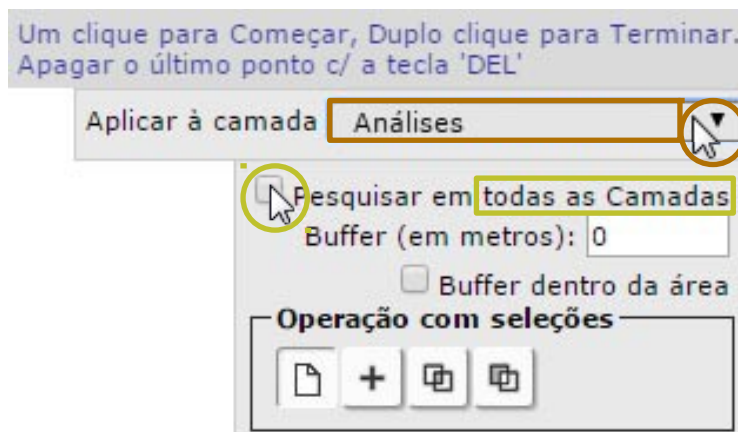 Um clique para Começar, Duplo clique para Terminar.
Apagar o último ponto c/ a tecla 'DEL'
Aplicar à camada Análises
Pesquisar em todas as Camadas
Buffer (em metros): 0
Buffer dentro da área
Operação com seleções